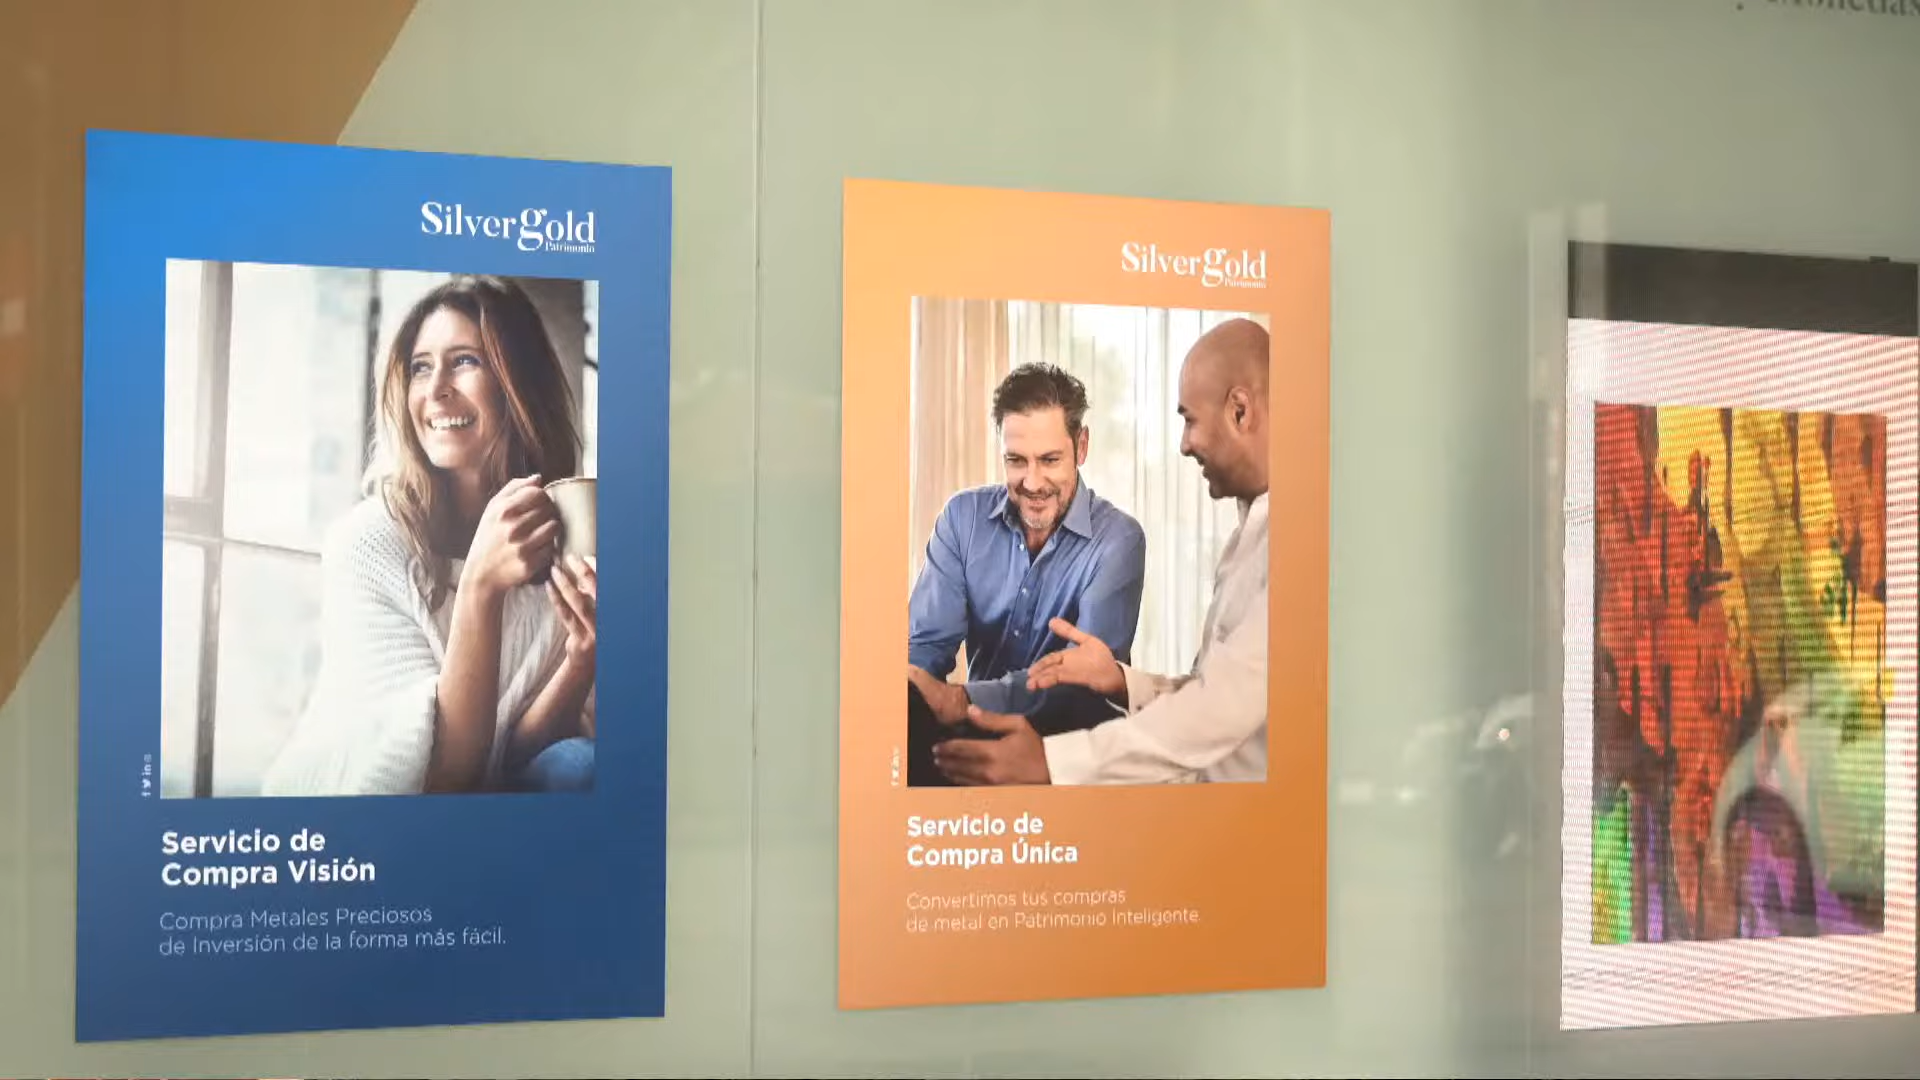 Monedas
Silvergold
Patrimonio
Servicio de
Compra Visión
Compra Metales Preciosos
de Inversión de la forma más fácil.
Silvergold
Patrimonio
Servicio de
Compra Única
Convertimos tus compras
de metal en Patrimonio Inteligente.